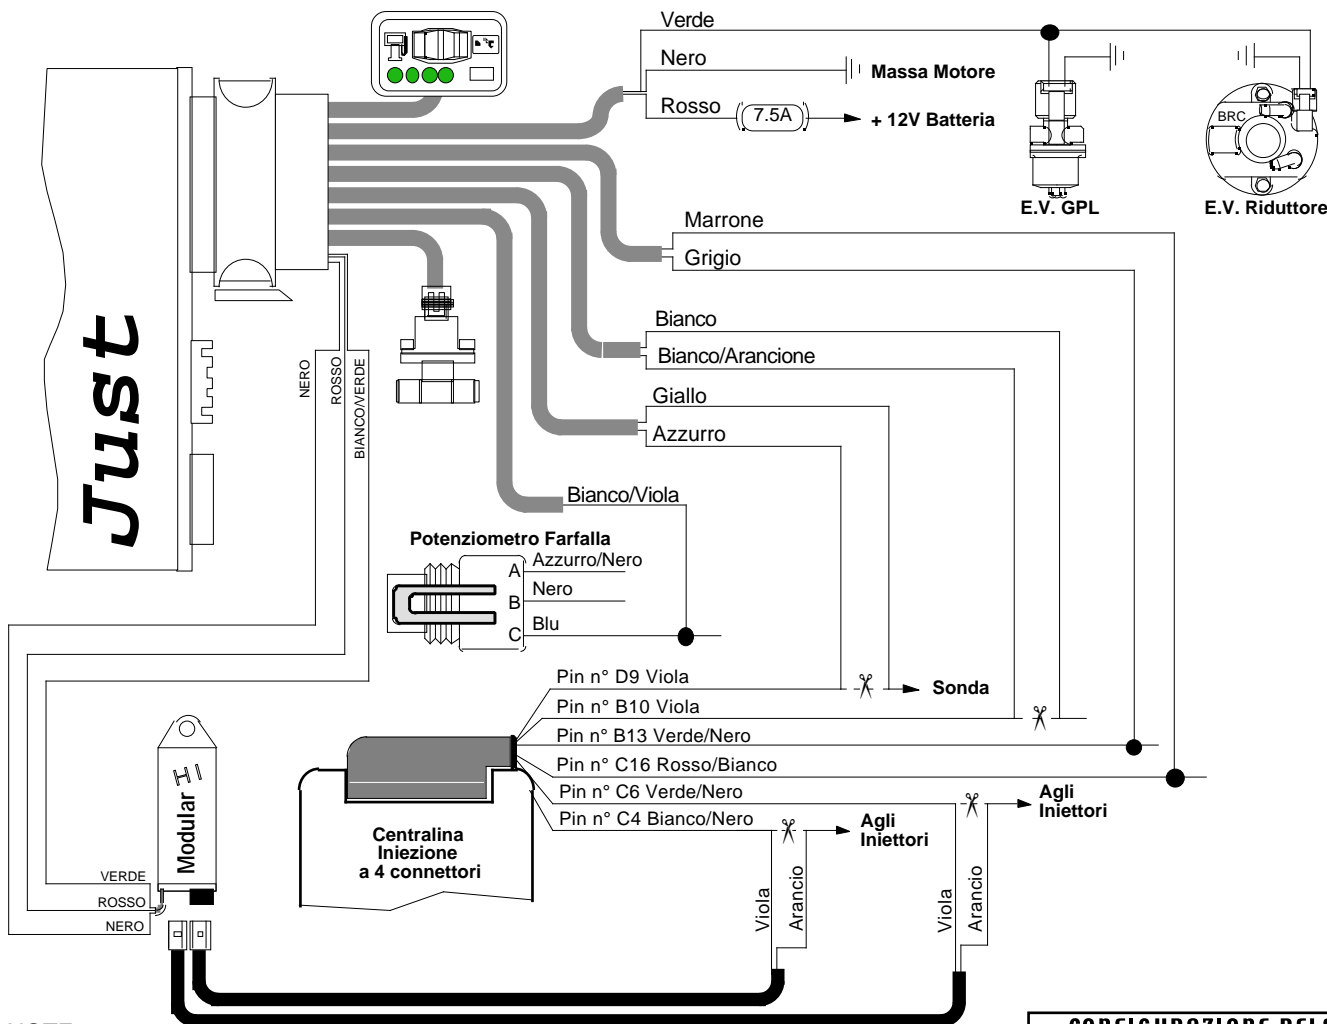 Verde
Nero
Massa Motore
Rosso
7.5A
+ 12V Batteria
°C
BRC
E.V. GPL
E.V. Riduttore
Marrone
Grigio
Bianco
Bianco/Arancione
Giallo
Azzurro
Bianco/Viola
Just
NERO
ROSSO
BIANCO/VERDE
Potenziometro Farfalla
A
Azzurro/Nero
B
Nero
C
Blu
Pin n° D9 Viola
Sonda
Pin n° B10 Viola
Pin n° B13 Verde/Nero
Pin n° C16 Rosso/Bianco
Pin n° C6 Verde/Nero
Agli
Iniettori
Pin n° C4 Bianco/Nero
Agli
Iniettori
Centralina
Iniezione
a 4 connettori
Modular HI
VERDE
ROSSO
NERO
Viola
Arancio
Viola
Arancio